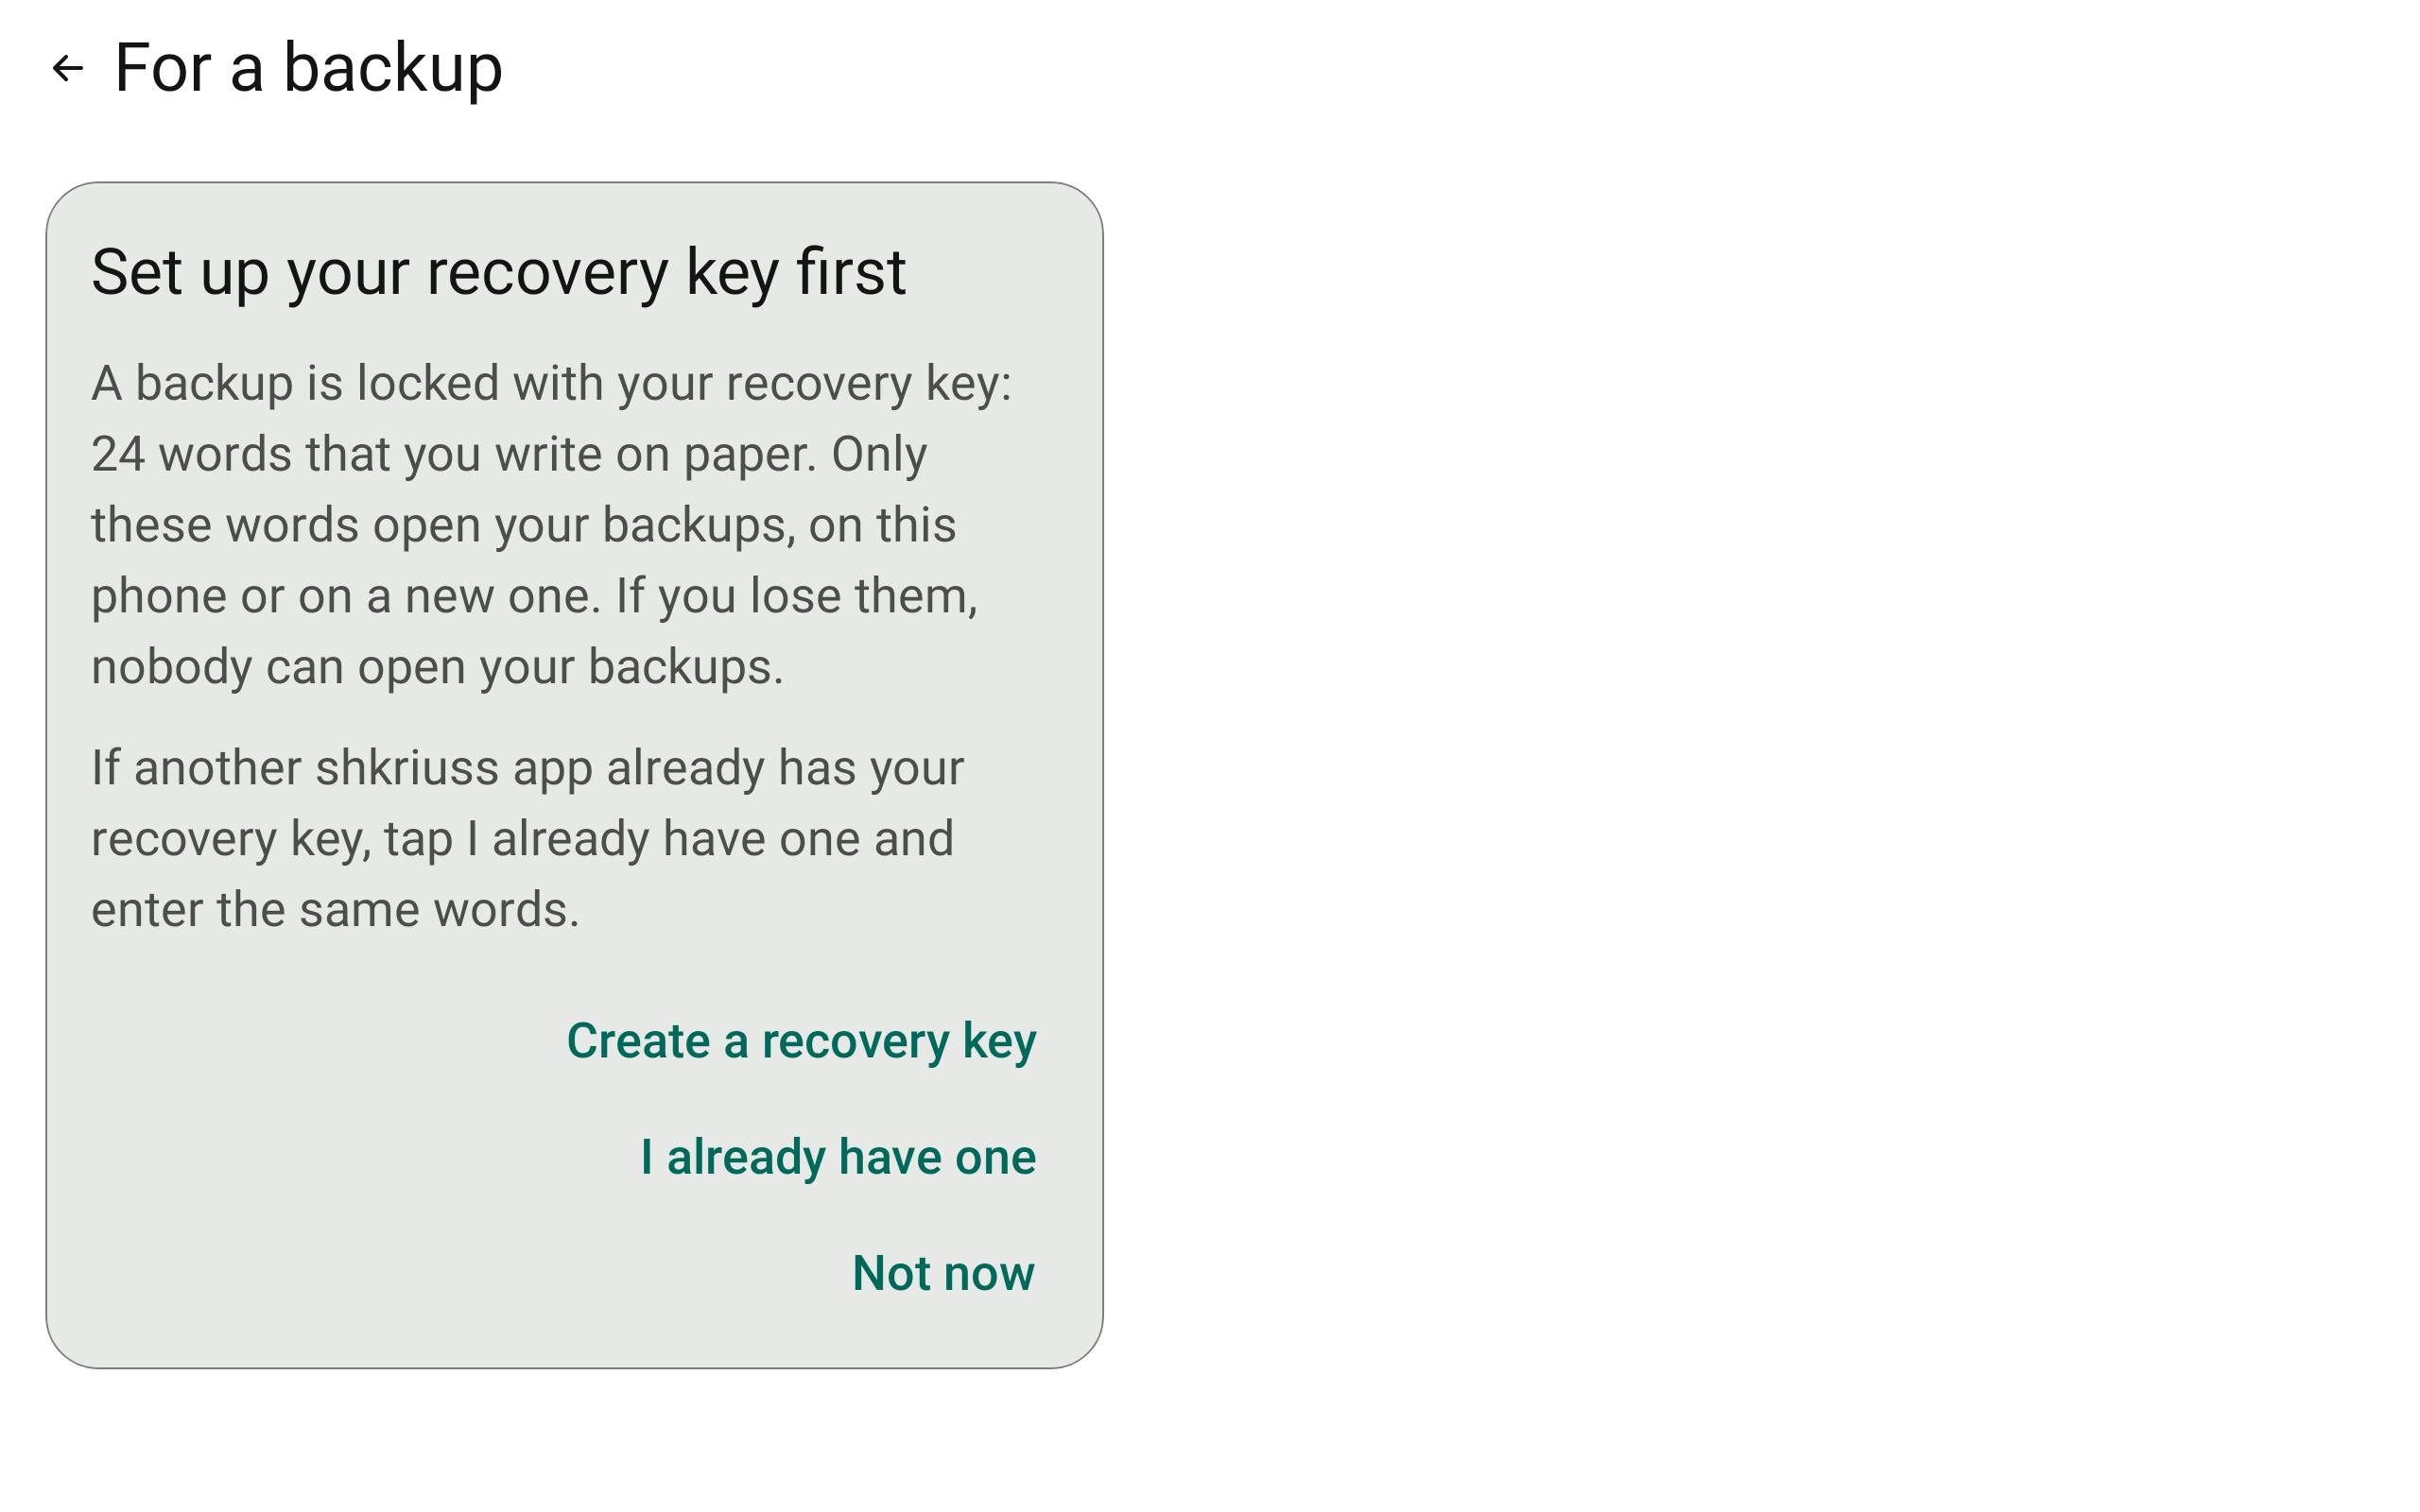 For a backup
Set up your recovery key first
A backup is locked with your recovery key:
24 words that you write on paper. Only
these words open your backups, on this
phone or on a new one. If you lose them,
nobody can open your backups.
If another shkriuss app already has your
recovery key, tap I already have one and
enter the same words.
Create a recovery key
I already have one
Not now